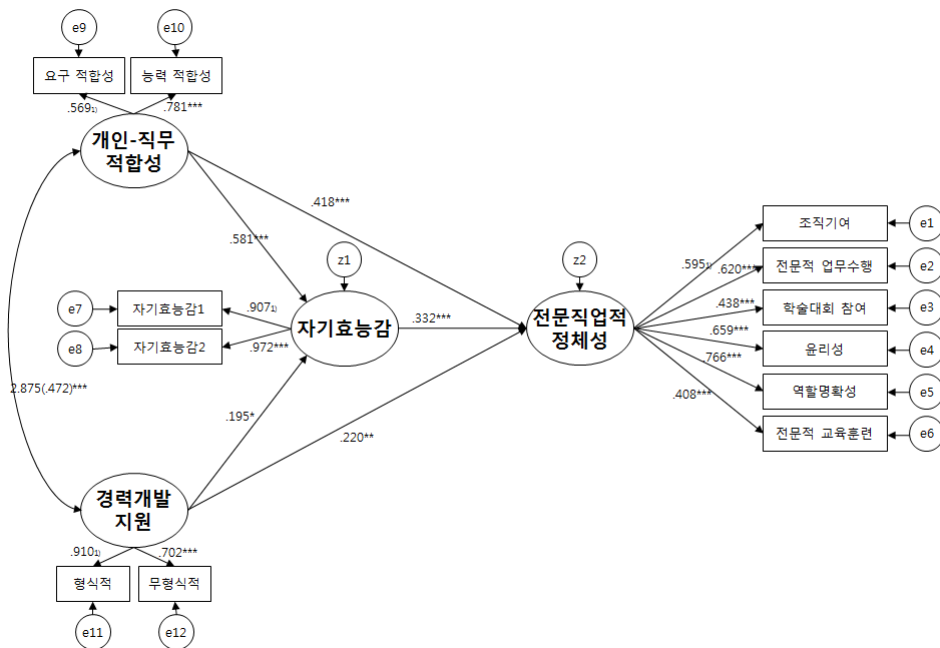 e9
e10
요구 적합성
능력 적합성
.5691)
.781***
개인-직무
적합성
.418***
.581***
조직기여
e1
z1
z2
.5951)
.620***
전문적 업무수행
e2
e7
자기효능감1
.9071)
.438***
학술대회 참여
e3
자기효능감
.332***
전문직업적
정체성
e8
자기효능감2
.972***
.659***
윤리성
e4
.766***
2.875(.472)***
역할명확성
e5
.408***
.195*
.220**
전문적 교육훈련
e6
경력개발
지원
.9101)
.702***
형식적
무형식적
e11
e12